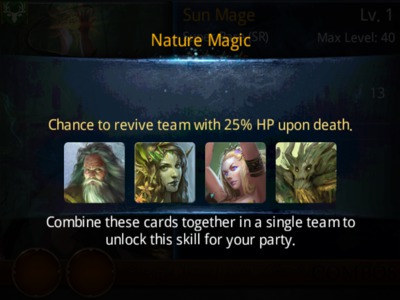 Sun Mage
Lv. 1
Nature Magic
(SR)
Max Level: 40
13
Chance to revive team with 25% HP upon death.
Combine these cards together in a single team to
unlock this skill for your party.